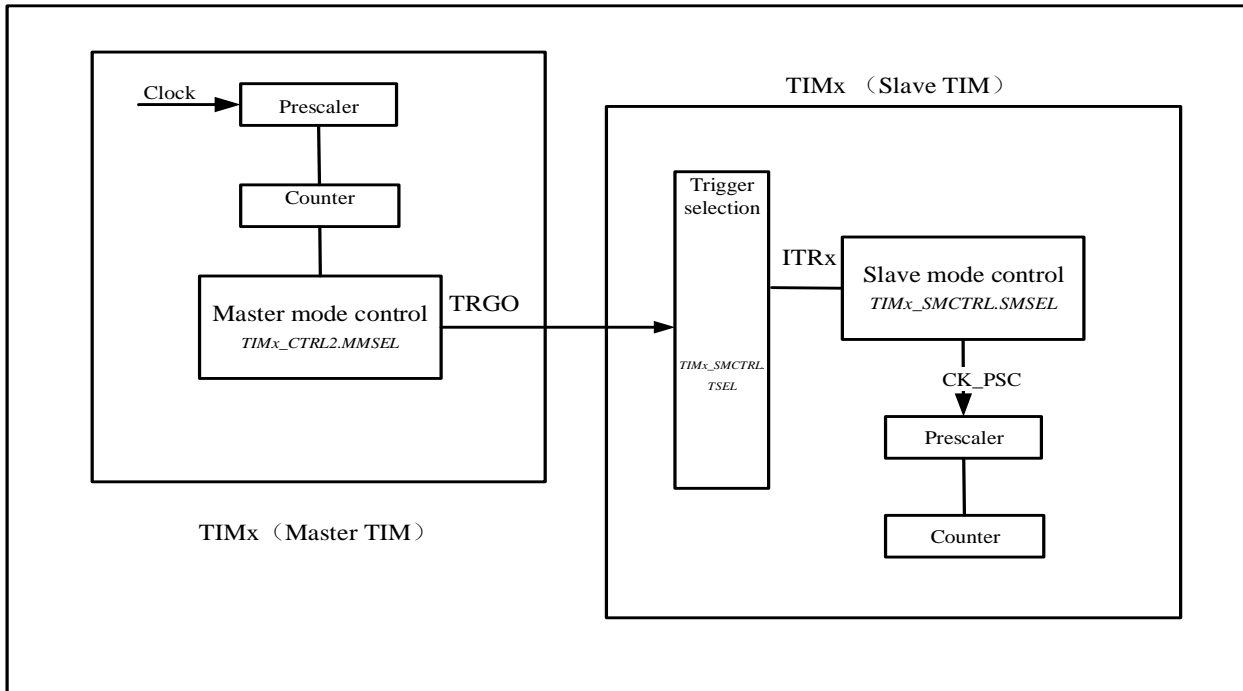 Clock
Prescaler
Counter
Master mode control
TIMx_CTRL2.MMSEL
TRGO
TIMx（Master TIM）
TIMx （Slave TIM）
Trigger
selection
TIMx_SMCTRL.
TSEL
ITRx
Slave mode control
TIMx_SMCTRL.SMSEL
CK_PSC
Prescaler
Counter